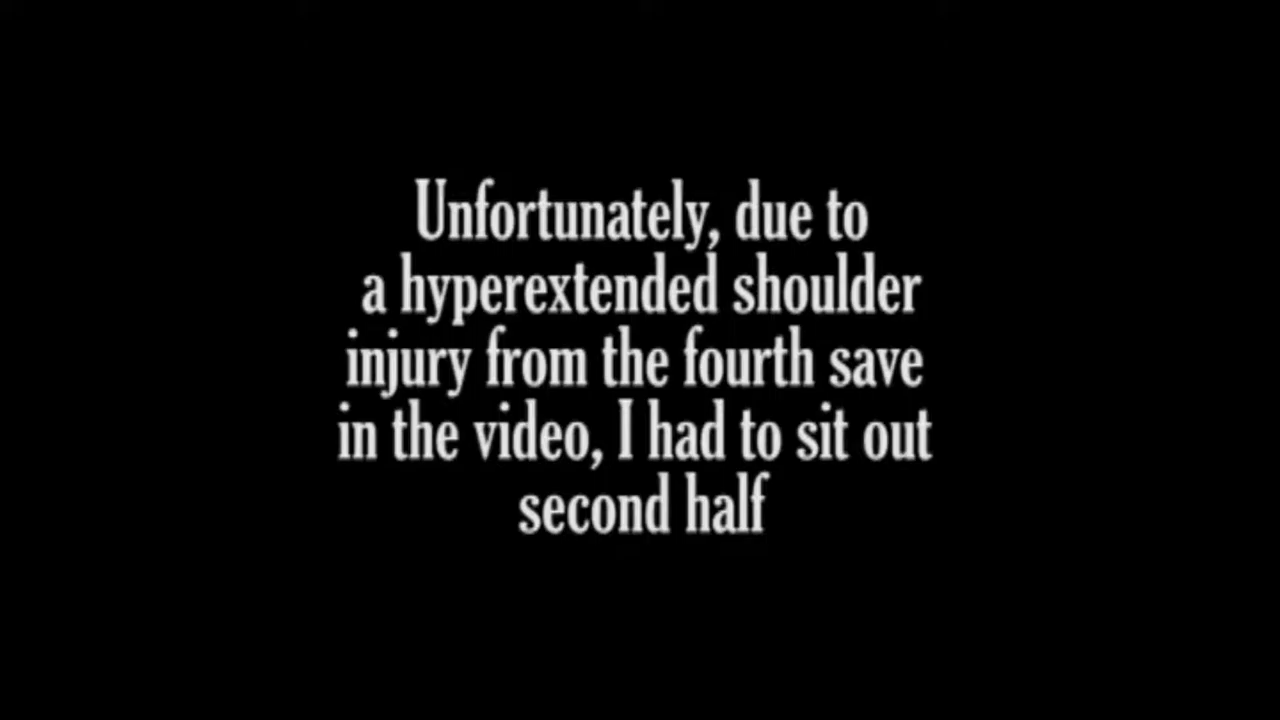 Unfortunately, due to
a hyperextended shoulder
injury from the fourth save
in the video, I had to sit out
second half